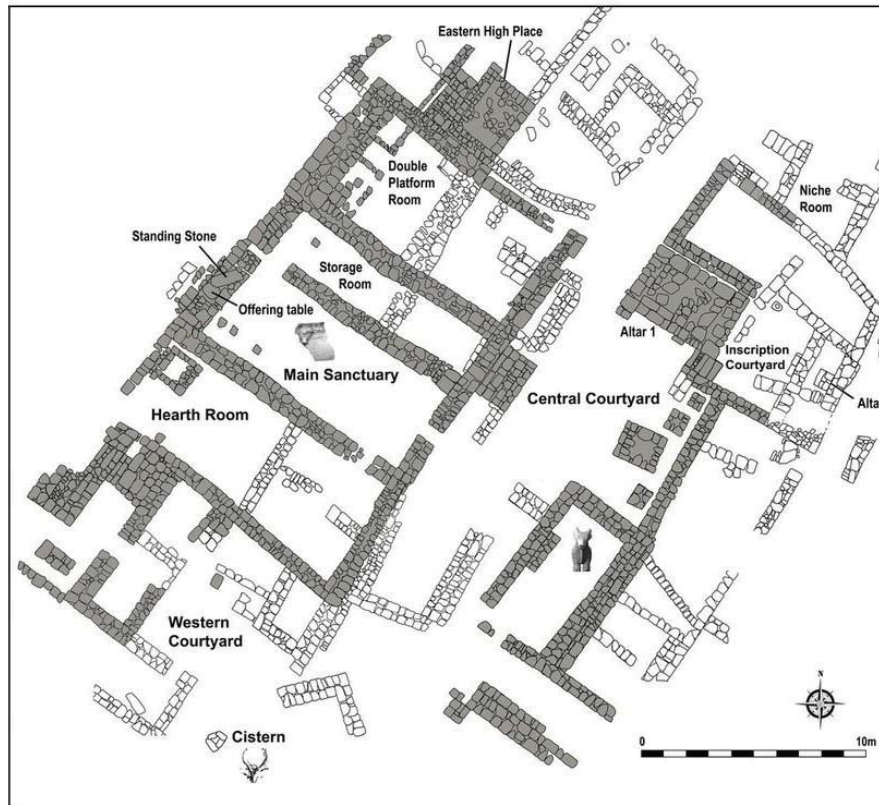 Eastern High Place
Double
Platform
Room
Niche
Room
Standing Stone
Storage
Room
Offering table
Altar 1
Inscription
Courtyard
Main Sanctuary
Central Courtyard
Alta
Hearth Room
Western
Courtyard
N
Cistern
0
10m